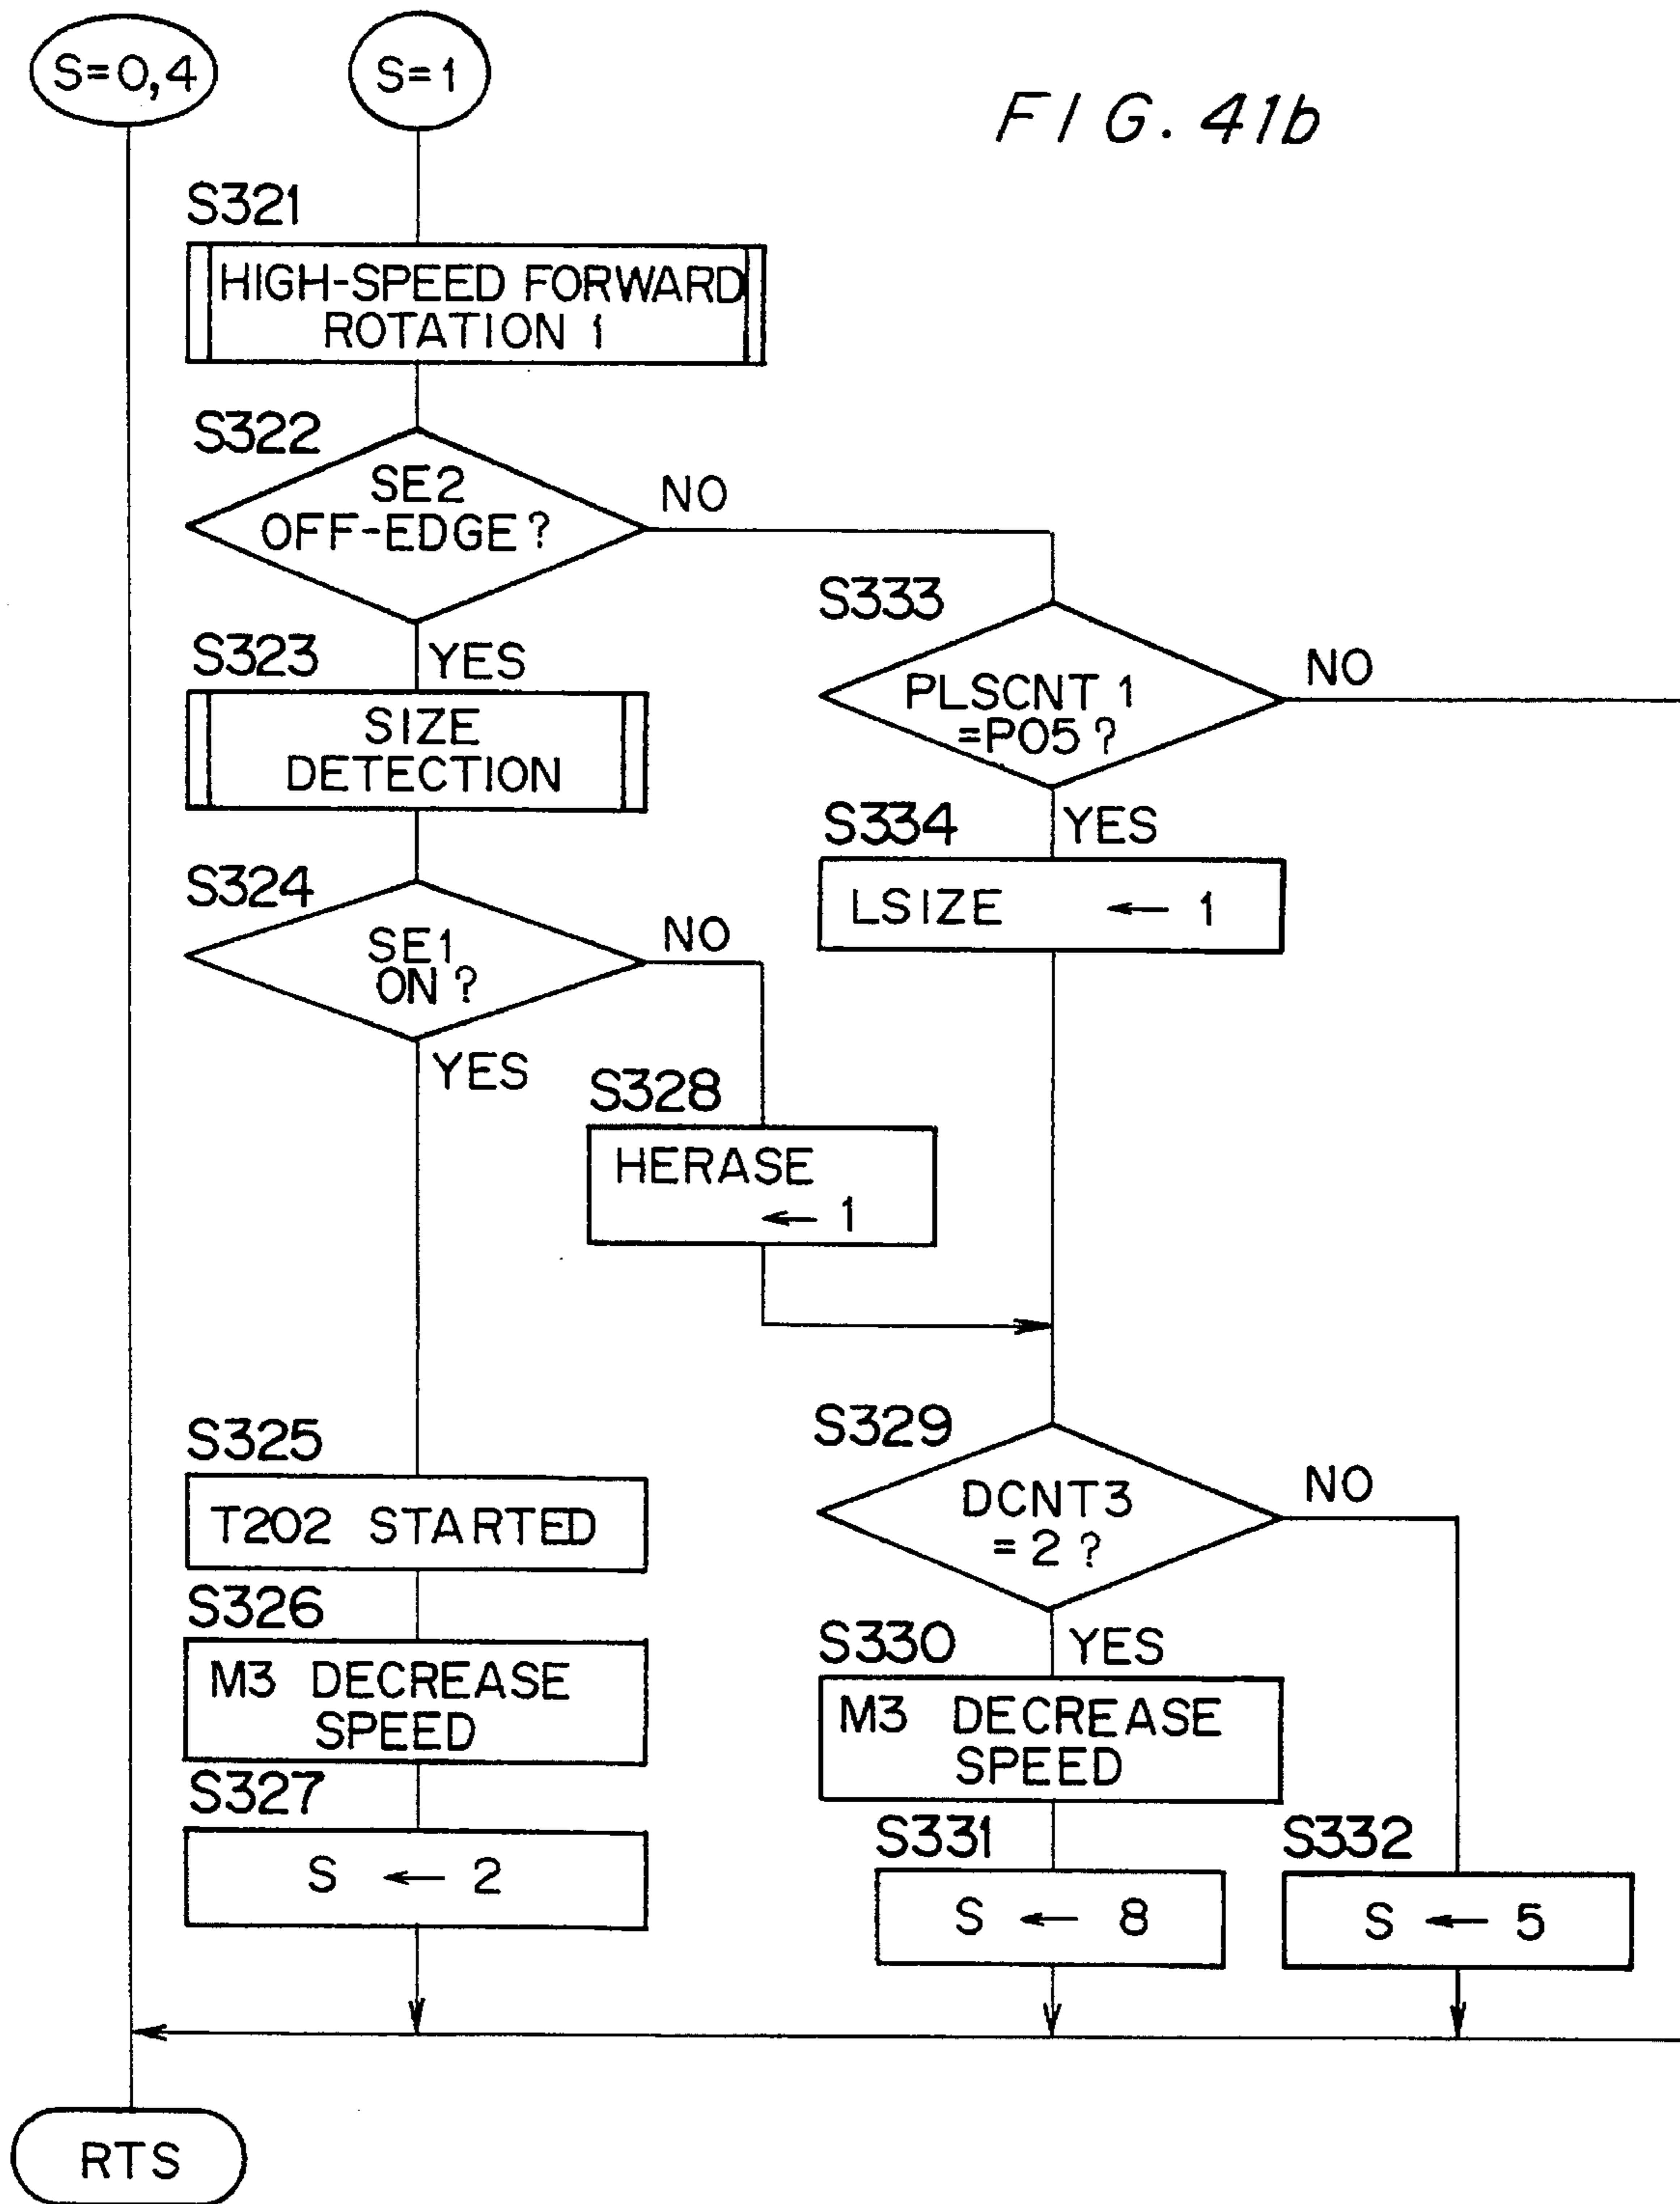 S=0,4
S=1
FIG. 41b
S321
HIGH-SPEED FORWARD
ROTATION 1
S322
SE2
OFF-EDGE?
NO
YES
S333
PLSCNT 1
=P05?
NO
YES
S323
SIZE
DETECTION
S334
LSIZE ← 1
S324
SE1
ON?
NO
YES
S328
HERASE
← 1
S325
T202 STARTED
S329
DCNT3
=2?
NO
YES
S326
M3 DECREASE
SPEED
S330
M3 DECREASE
SPEED
S327
S ← 2
S331
S ← 8
S332
S ← 5
RTS